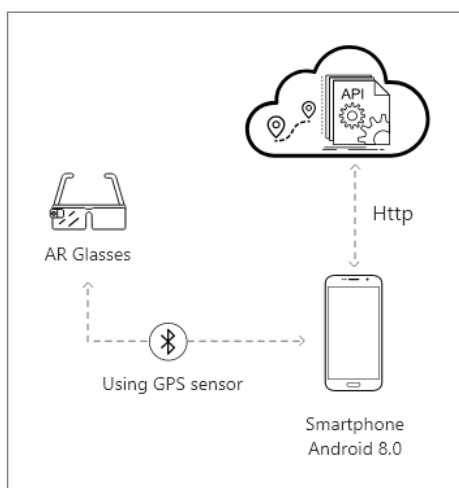 API
Http
AR Glasses
Using GPS sensor
Smartphone
Android 8.0